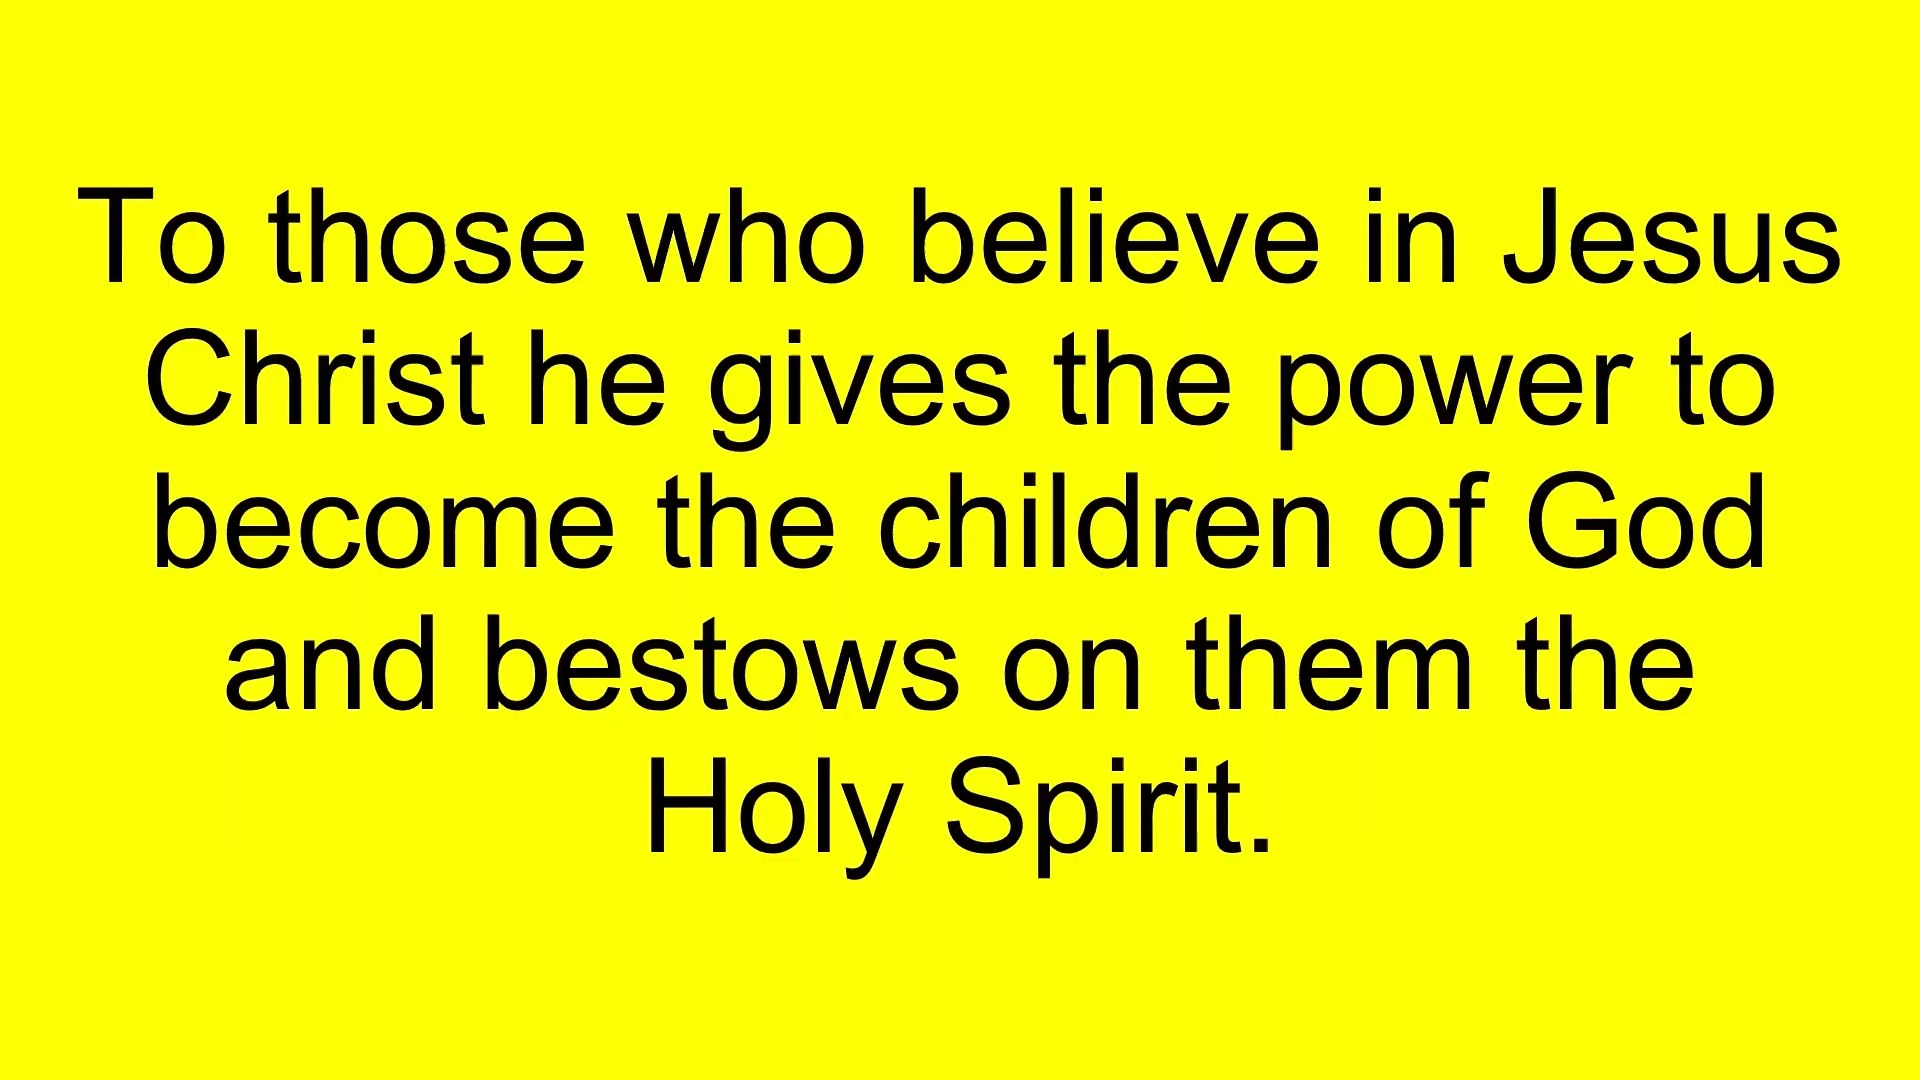 To those who believe in Jesus
Christ he gives the power to
become the children of God
and bestows on them the
Holy Spirit.